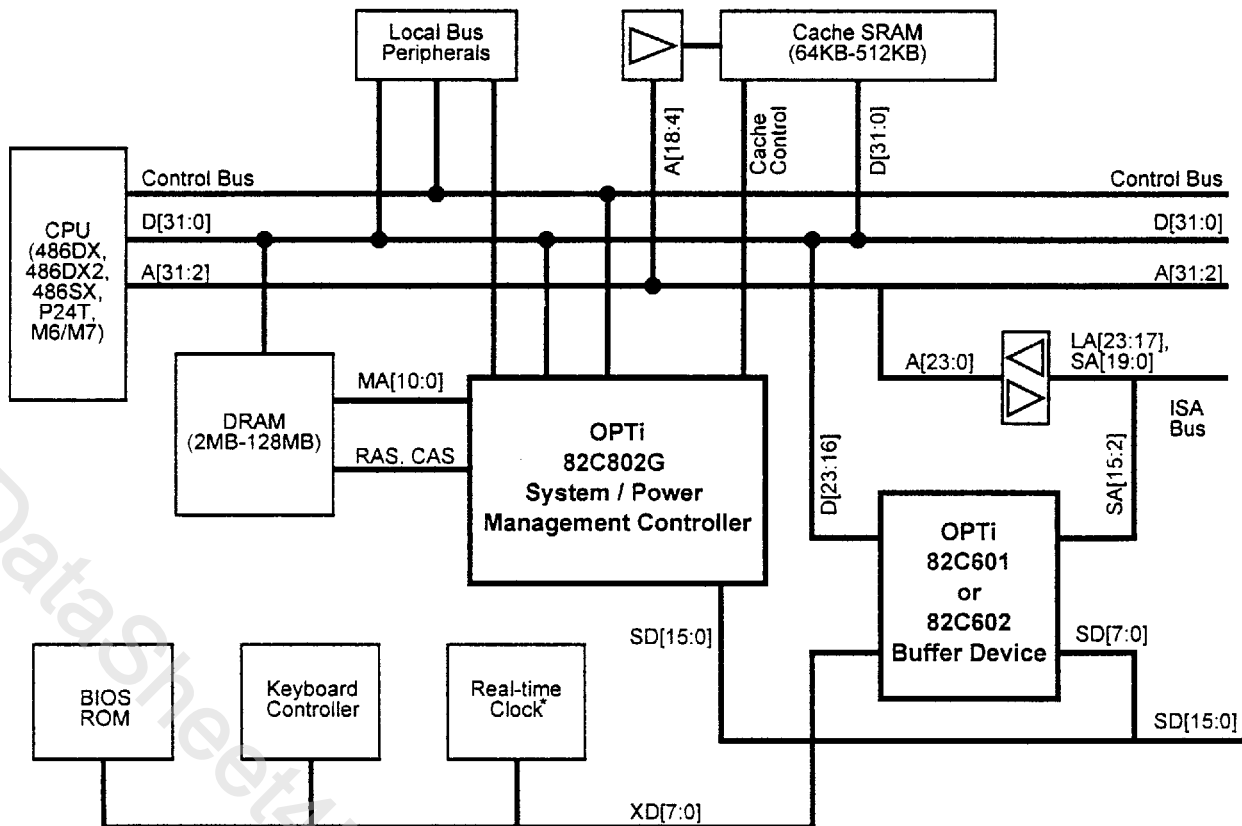 Local Bus
Peripherals
Cache SRAM
(64KB-512KB)
A[18:4]
Cache
Control
D[31:0]
Control Bus
Control Bus
D[31:0]
D[31:0]
A[31:2]
A[31:2]
CPU
(486DX,
486DX2,
486SX,
P24T,
M6/M7)
DRAM
(2MB-128MB)
MA[10:0]
RAS. CAS
OPTi
82C802G
System / Power
Management Controller
A[23:0]
LA[23:17],
SA[19:0]
ISA
Bus
D[23:16]
SA[15:2]
OPTi
82C601
or
82C602
Buffer Device
SD[7:0]
SD[15:0]
SD[15:0]
BIOS
ROM
Keyboard
Controller
Real-time
Clock*
XD[7:0]